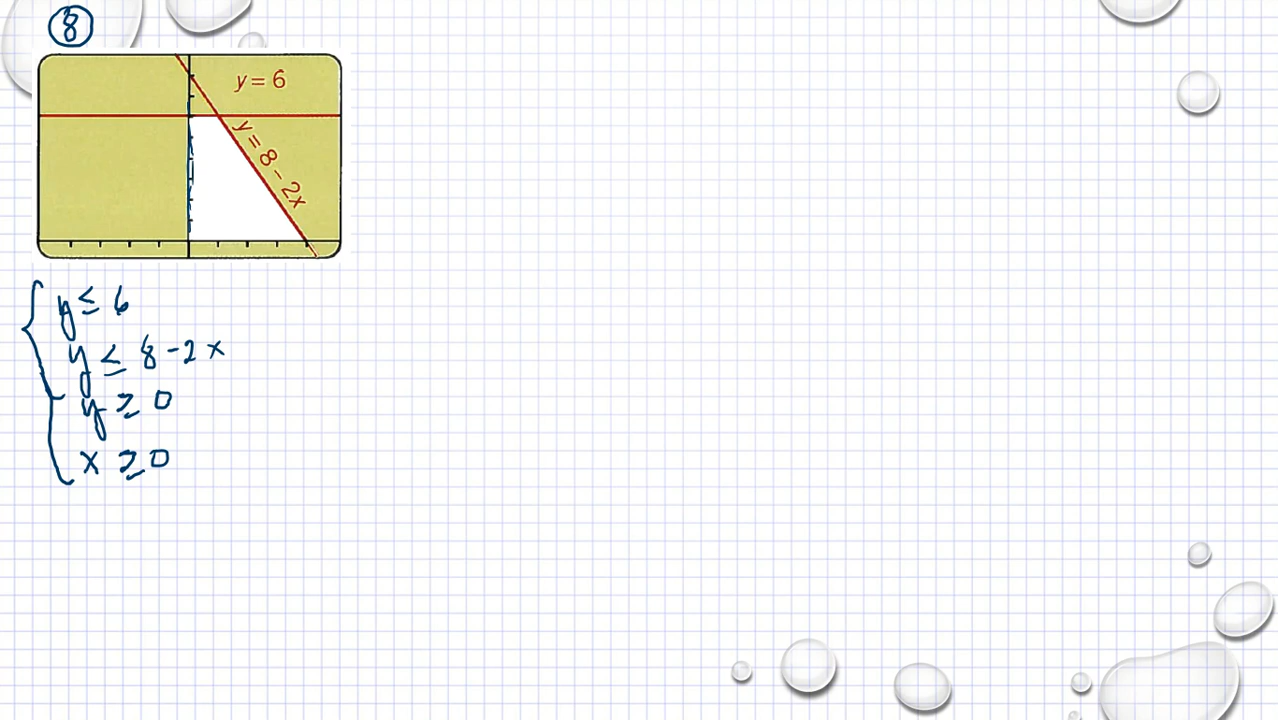 8
y = 6
y = 8 - 2x
y ≤ 6
y ≤ 8 - 2x
y ≥ 0
x ≥ 0